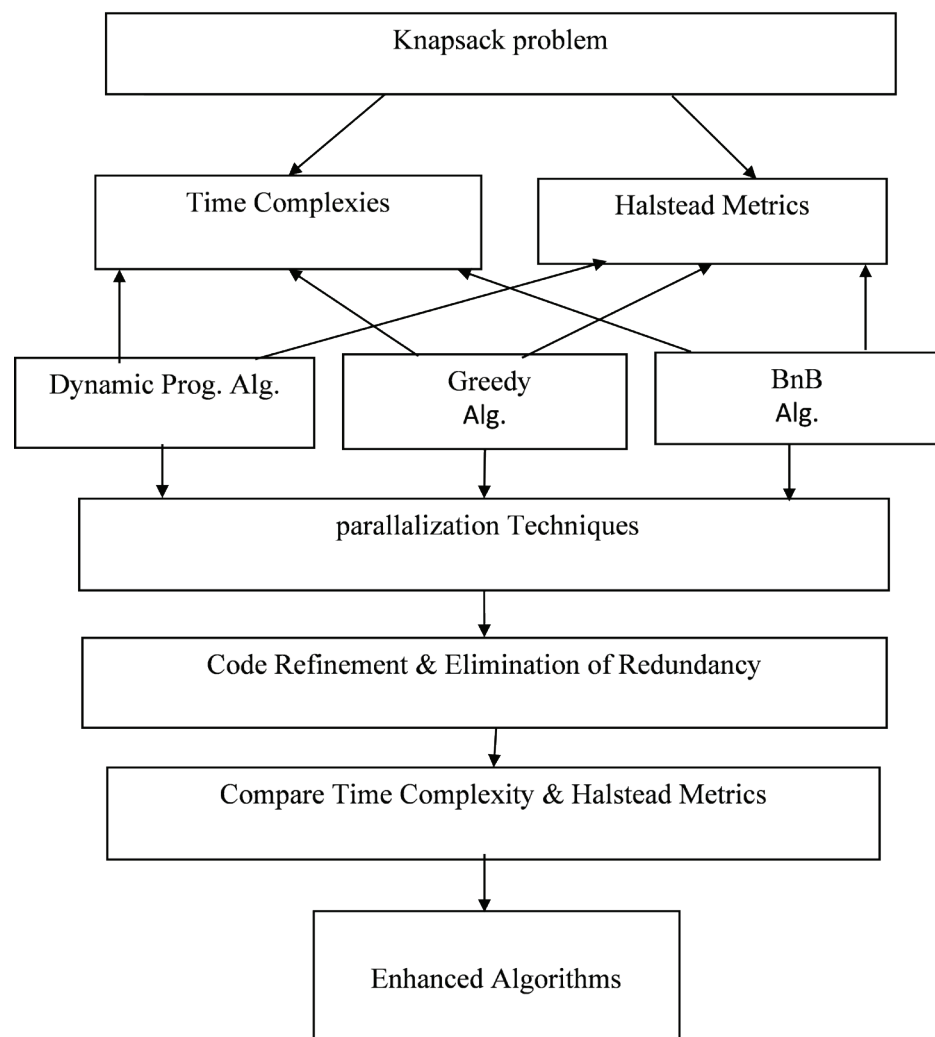 Knapsack problem
Time Complexies
Halstead Metrics
Dynamic Prog. Alg.
Greedy
Alg.
BnB
Alg.
parallalization Techniques
Code Refinement & Elimination of Redundancy
Compare Time Complexity & Halstead Metrics
Enhanced Algorithms